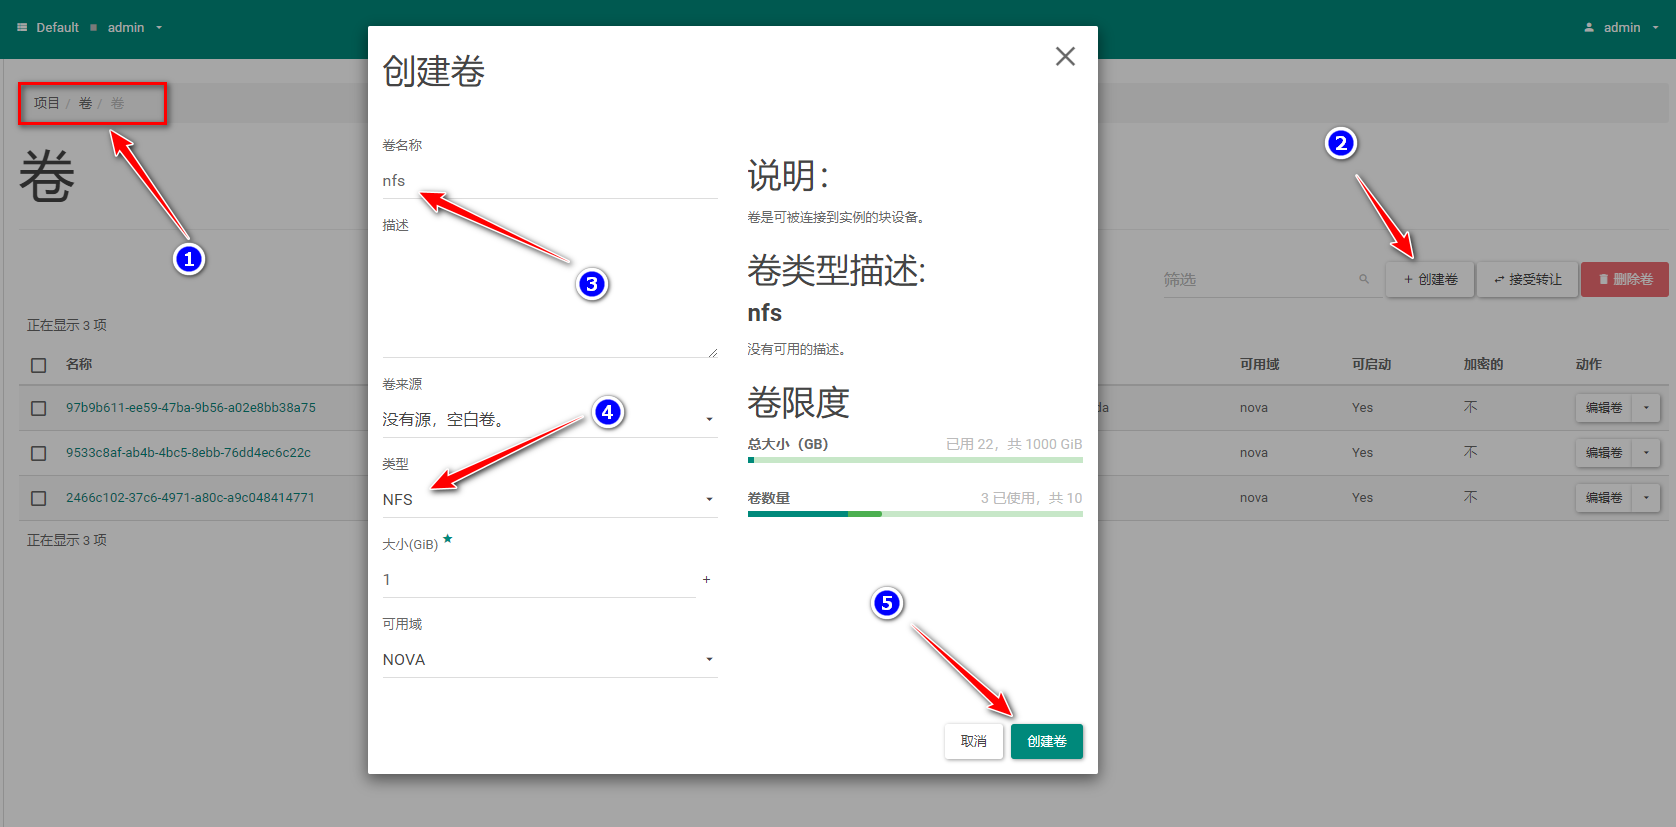 Default admin
admin
项目 / 卷 / 卷
卷
1
2
筛选
创建卷
接受转让
删除卷
正在显示 3 项
名称
可用域
可启动
加密的
动作
97b9b611-ee59-47ba-9b56-a02e8bb38a75
da
nova
Yes
不
编辑卷
9533c8af-ab4b-4bc5-8ebb-76dd4ec6c22c
nova
Yes
不
编辑卷
2466c102-37c6-4971-a80c-a9c048414771
nova
Yes
不
编辑卷
正在显示 3 项
创建卷
卷名称
nfs
3
描述
卷来源
没有源，空白卷。
4
类型
NFS
大小(GiB)
1
+
可用域
NOVA
说明：
卷是可被连接到实例的块设备。
卷类型描述:
nfs
没有可用的描述。
卷限度
总大小（GB）
已用 22，共 1000 GiB
卷数量
3 已使用，共 10
5
取消
创建卷